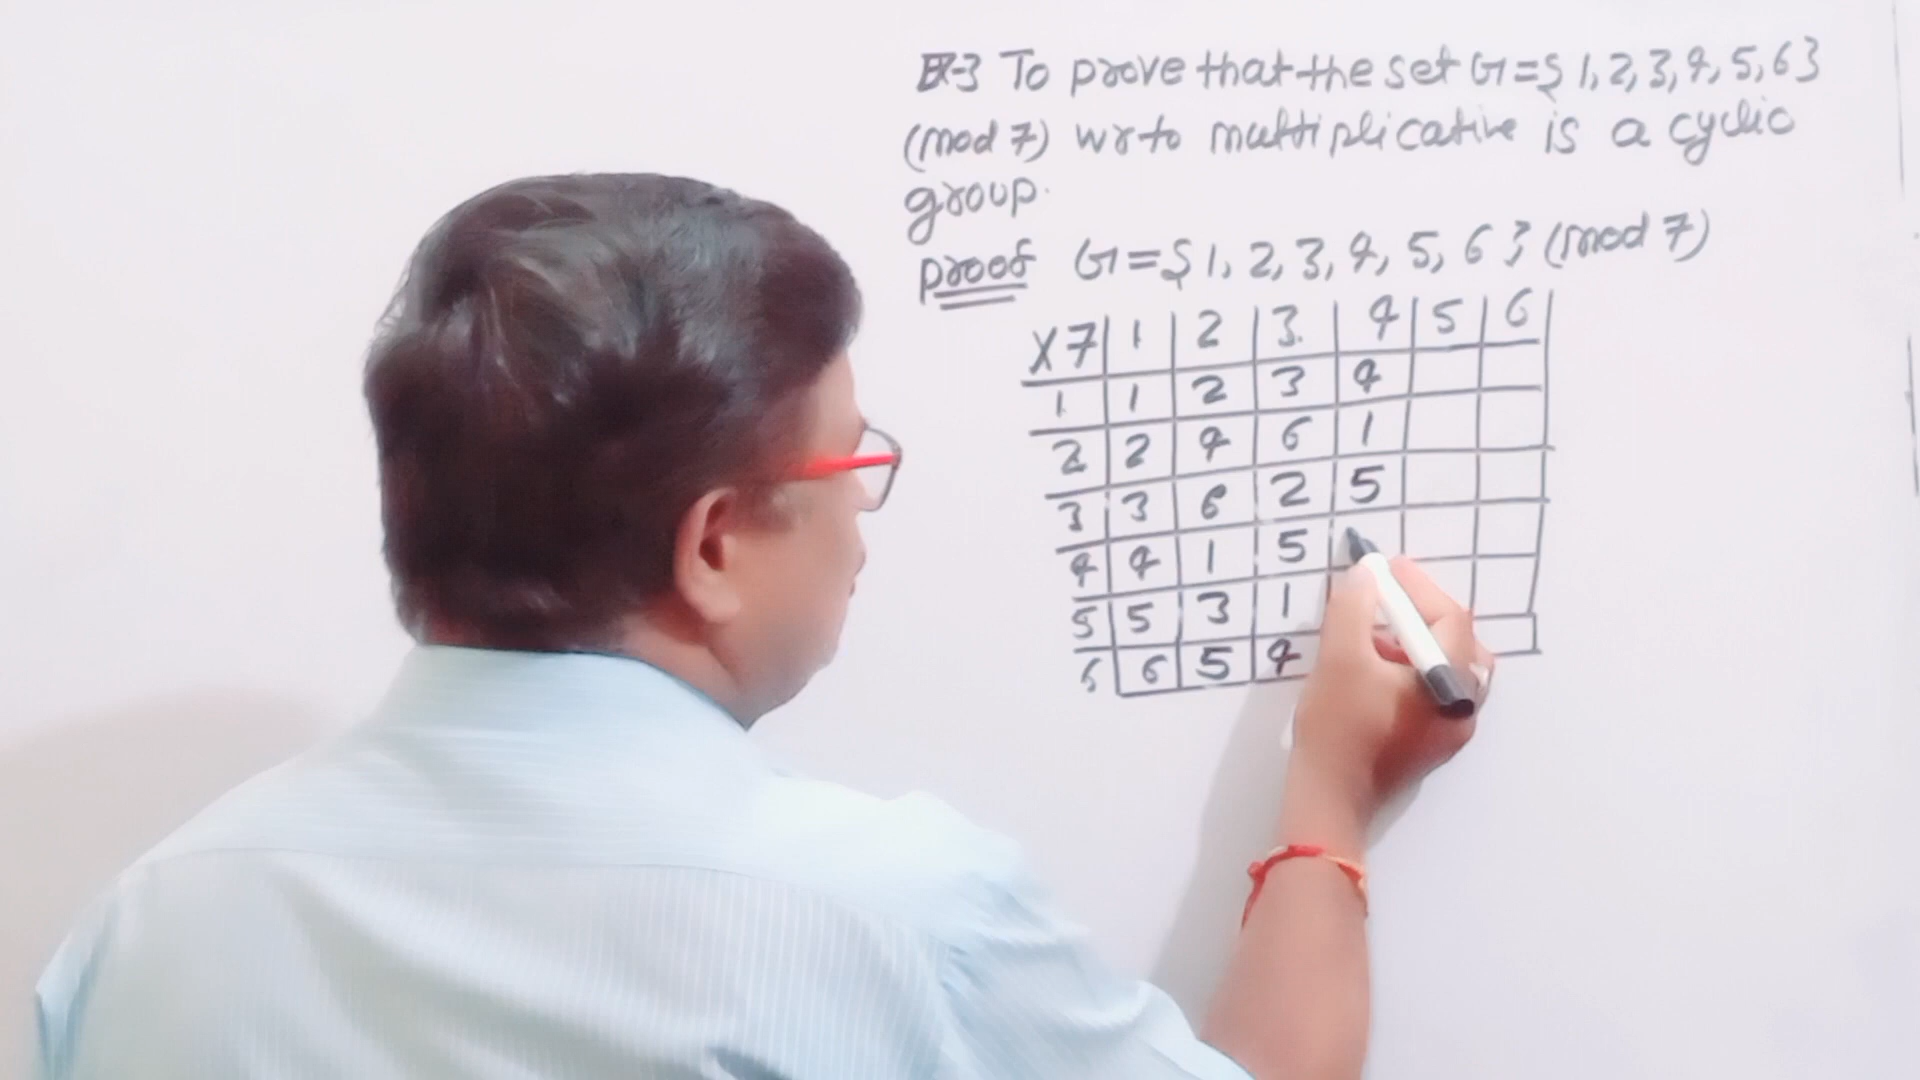 Ex-3 To prove that the set G = { 1, 2, 3, 4, 5, 6 }
(mod 7) wr to multiplicative is a cyclic
group.
proof G = { 1, 2, 3, 4, 5, 6 } (mod 7)
X7 1 2 3 4 5 6
1 1 2 3 4
2 2 4 6 1
3 3 6 2 5
4 4 1 5
5 5 3 1
6 6 5 4